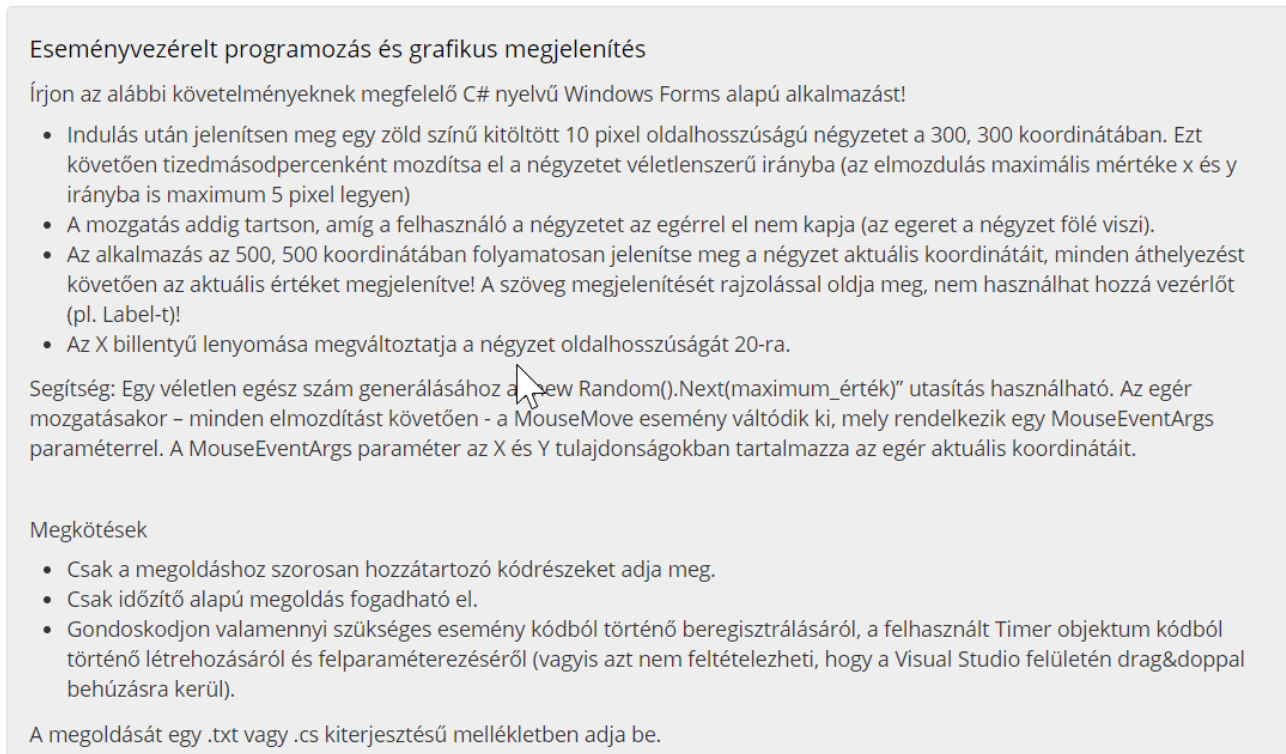 Eseményvezérelt programozás és grafikus megjelenítés
Írjon az alábbi követelményeknek megfelelő C# nyelvű Windows Forms alapú alkalmazást!
• Indulás után jelenítsen meg egy zöld színű kitöltött 10 pixel oldalhosszúságú négyzetet a 300, 300 koordinátában. Ezt
követően tizedmásodpercenként mozdítsa el a négyzetet véletlenszerű irányba (az elmozdulás maximális mértéke x és y
irányba is maximum 5 pixel legyen)
• A mozgatás addig tartson, amíg a felhasználó a négyzetet az egérrel el nem kapja (az egeret a négyzet fölé viszi).
• Az alkalmazás az 500, 500 koordinátában folyamatosan jelenítse meg a négyzet aktuális koordinátáit, minden áthelyezést
követően az aktuális értéket megjelenítve! A szöveg megjelenítését rajzolással oldja meg, nem használhat hozzá vezérlőt
(pl. Label-t)!
• Az X billentyű lenyomása megváltoztatja a négyzet oldalhosszúságát 20-ra.
Segítség: Egy véletlen egész szám generálásához a Random().Next(maximum_érték)” utasítás használható. Az egér
mozgatásakor – minden elmozdítást követően - a MouseMove esemény váltódik ki, mely rendelkezik egy MouseEventArgs
paraméterrel. A MouseEventArgs paraméter az X és Y tulajdonságokban tartalmazza az egér aktuális koordinátáit.
Megkötések
• Csak a megoldáshoz szorosan hozzátartozó kódrészeket adja meg.
• Csak időzítő alapú megoldás fogadható el.
• Gondoskodjon valamennyi szükséges esemény kódból történő beregisztrálásáról, a felhasznált Timer objektum kódból
történő létrehozásáról és felparaméterezéséről (vagyis azt nem feltételezheti, hogy a Visual Studio felületén drag&doppal
behúzásra kerül).
A megoldását egy .txt vagy .cs kiterjesztésű mellékletben adja be.